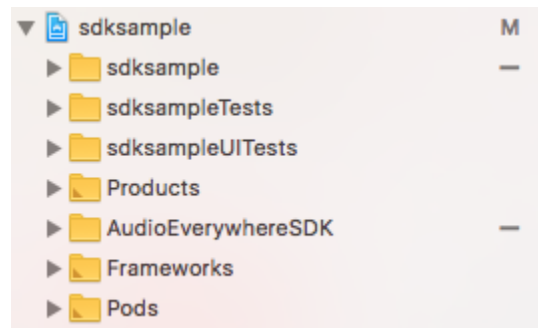 sdksample M
sdksample —
sdksampleTests
sdksampleUITests
Products
AudioEverywhereSDK —
Frameworks
Pods